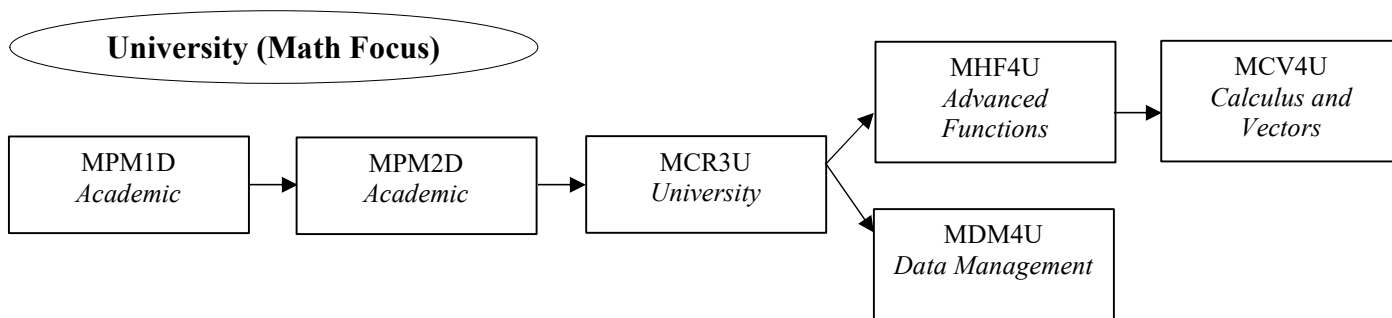 University (Math Focus)
MPM1D
Academic
MPM2D
Academic
MCR3U
University
MHF4U
Advanced
Functions
MCV4U
Calculus and
Vectors
MDM4U
Data Management